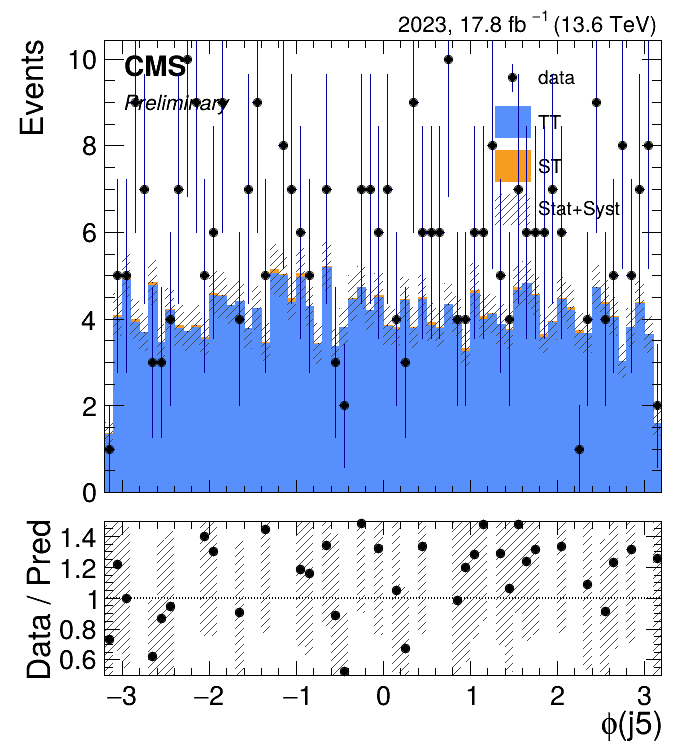 2023, 17.8 fb⁻¹ (13.6 TeV)
Events
10
8
6
4
2
0
CMS
Preliminary
data
TT
ST
Stat+Syst
Data / Pred
1.4
1.2
1
0.8
0.6
−3 −2 −1 0 1 2 3
ϕ(j5)